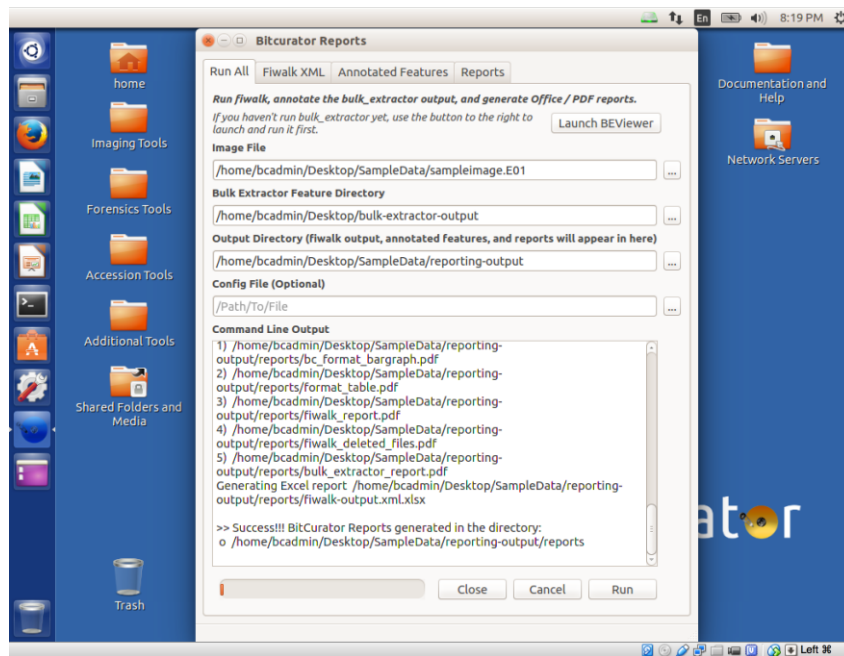 En
8:19 PM
Bitcurator Reports
home
Imaging Tools
Forensics Tools
Accession Tools
Additional Tools
Shared Folders and
Media
Trash
Run All Fiwalk XML Annotated Features Reports
Run fiwalk, annotate the bulk_extractor output, and generate Office / PDF reports.
If you haven't run bulk_extractor yet, use the button to the right to
launch and run it first.
Launch BEViewer
Image File
/home/bcadmin/Desktop/SampleData/sampleimage.E01
...
Bulk Extractor Feature Directory
/home/bcadmin/Desktop/bulk-extractor-output
...
Output Directory (fiwalk output, annotated features, and reports will appear in here)
/home/bcadmin/Desktop/SampleData/reporting-output
...
Config File (Optional)
/Path/To/File
...
Command Line Output
1) /home/bcadmin/Desktop/SampleData/reporting-
output/reports/bc_format_bargraph.pdf
2) /home/bcadmin/Desktop/SampleData/reporting-
output/reports/format_table.pdf
3) /home/bcadmin/Desktop/SampleData/reporting-
output/reports/fiwalk_report.pdf
4) /home/bcadmin/Desktop/SampleData/reporting-
output/reports/fiwalk_deleted_files.pdf
5) /home/bcadmin/Desktop/SampleData/reporting-
output/reports/bulk_extractor_report.pdf
Generating Excel report /home/bcadmin/Desktop/SampleData/reporting-
output/reports/fiwalk-output.xml.xlsx
>> Success!!! BitCurator Reports generated in the directory:
o /home/bcadmin/Desktop/SampleData/reporting-output/reports
Close Cancel Run
Documentation and
Help
Network Servers
ator
Left ⌘